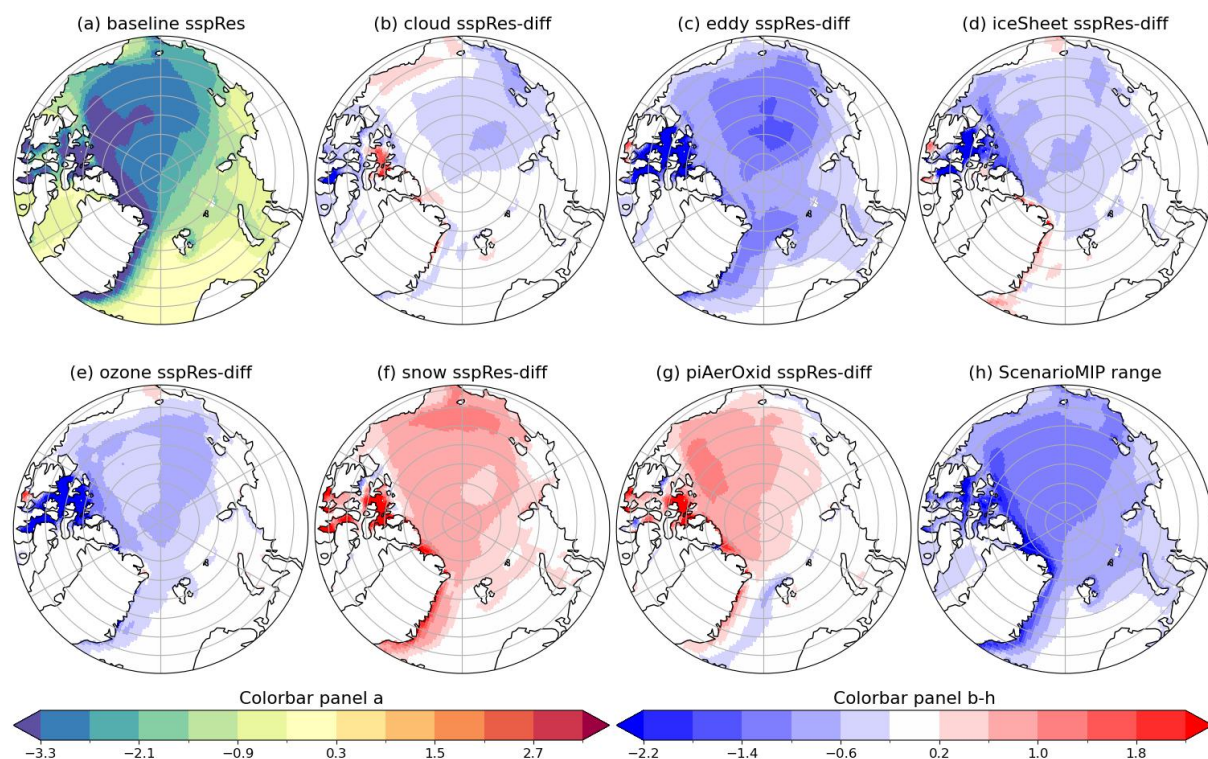 (a) baseline sspRes
(b) cloud sspRes-diff
(c) eddy sspRes-diff
(d) iceSheet sspRes-diff
(e) ozone sspRes-diff
(f) snow sspRes-diff
(g) piAerOxid sspRes-diff
(h) ScenarioMIP range
Colorbar panel a
−3.3 −2.1 −0.9 0.3 1.5 2.7
Colorbar panel b-h
−2.2 −1.4 −0.6 0.2 1.0 1.8